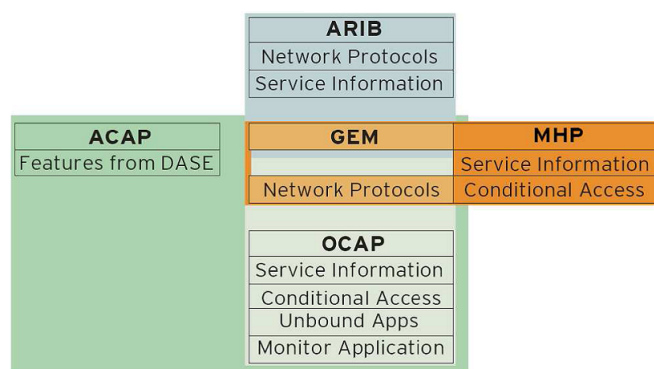 ARIB
Network Protocols
Service Information
ACAP
Features from DASE
GEM
Network Protocols
MHP
Service Information
Conditional Access
OCAP
Service Information
Conditional Access
Unbound Apps
Monitor Application